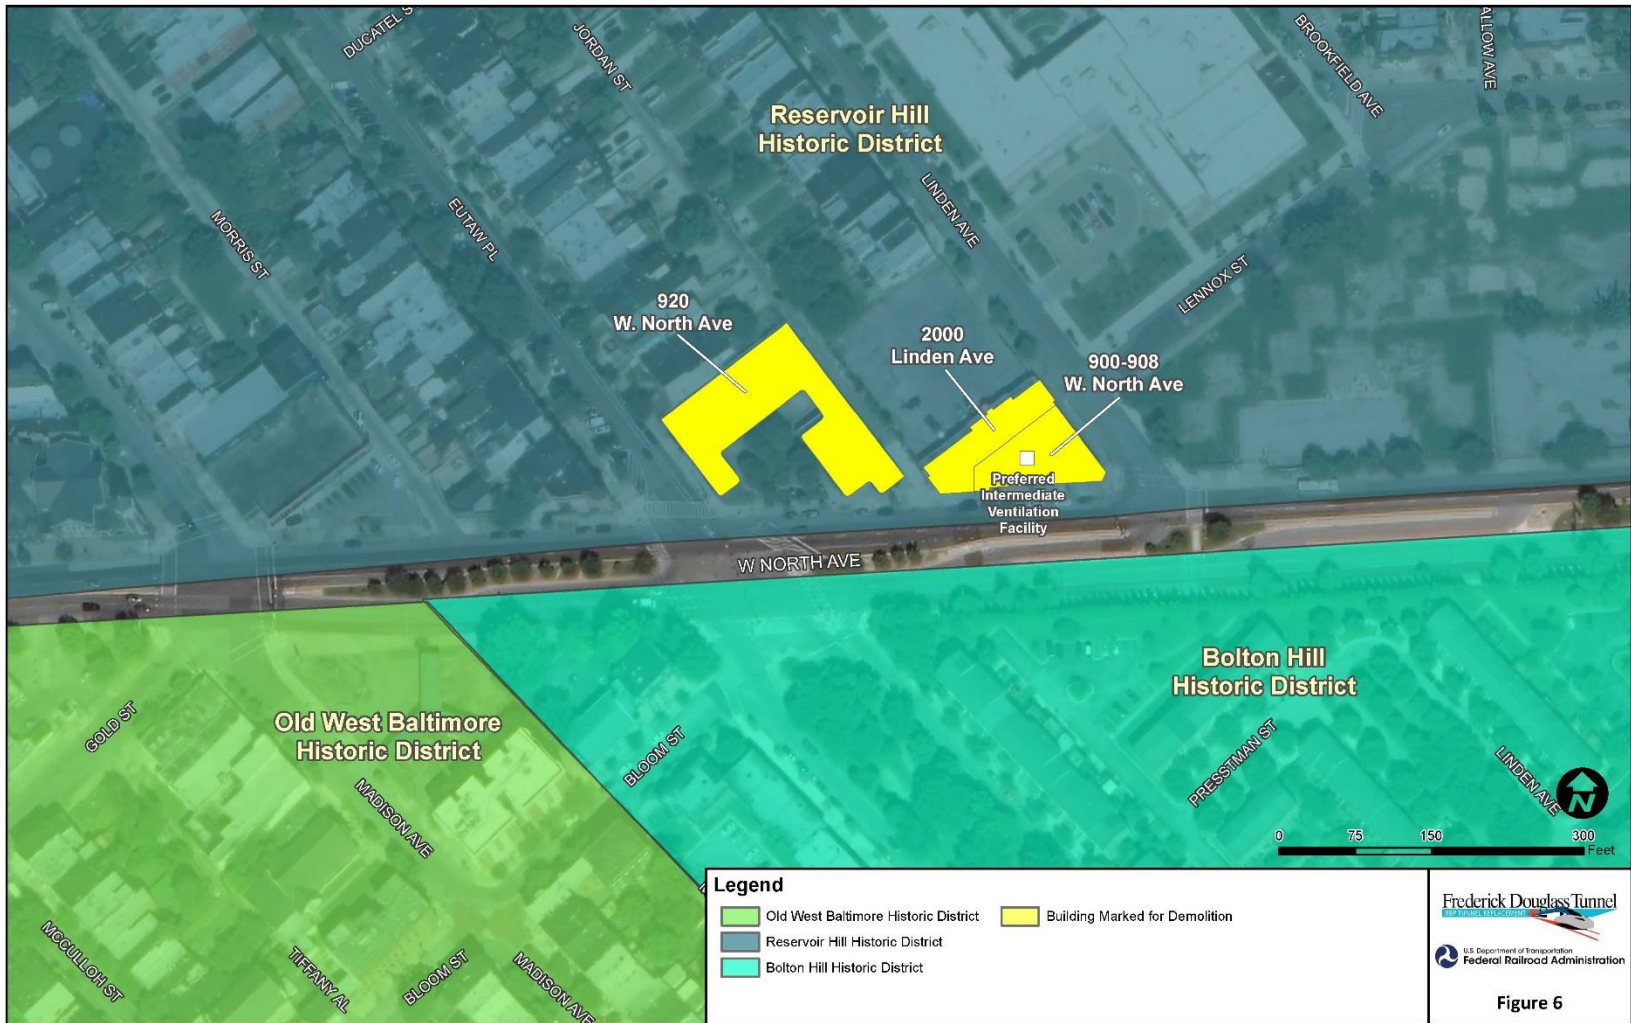 DUCATEL S
JORDAN ST
BROOKFIELD AVE
ALLOW AVE
Reservoir Hill
Historic District
MORRIS ST
EUTAW PL
LINDEN AVE
LENNOX ST
920
W. North Ave
2000
Linden Ave
900-908
W. North Ave
Preferred
Intermediate
Ventilation
Facility
W NORTH AVE
Bolton Hill
Historic District
Old West Baltimore
Historic District
GOLD ST
BLOOM ST
PRESSTMAN ST
LINDEN AVE
MADISON AVE
N
0 75 150 300
Feet
MCCULLOH ST
TIFFANY AL
BLOOM ST
MADISON AVE
Legend
Old West Baltimore Historic District
Building Marked for Demolition
Reservoir Hill Historic District
Bolton Hill Historic District
Frederick Douglass Tunnel
B&P TUNNEL REPLACEMENT
U.S. Department of Transportation
Federal Railroad Administration
Figure 6